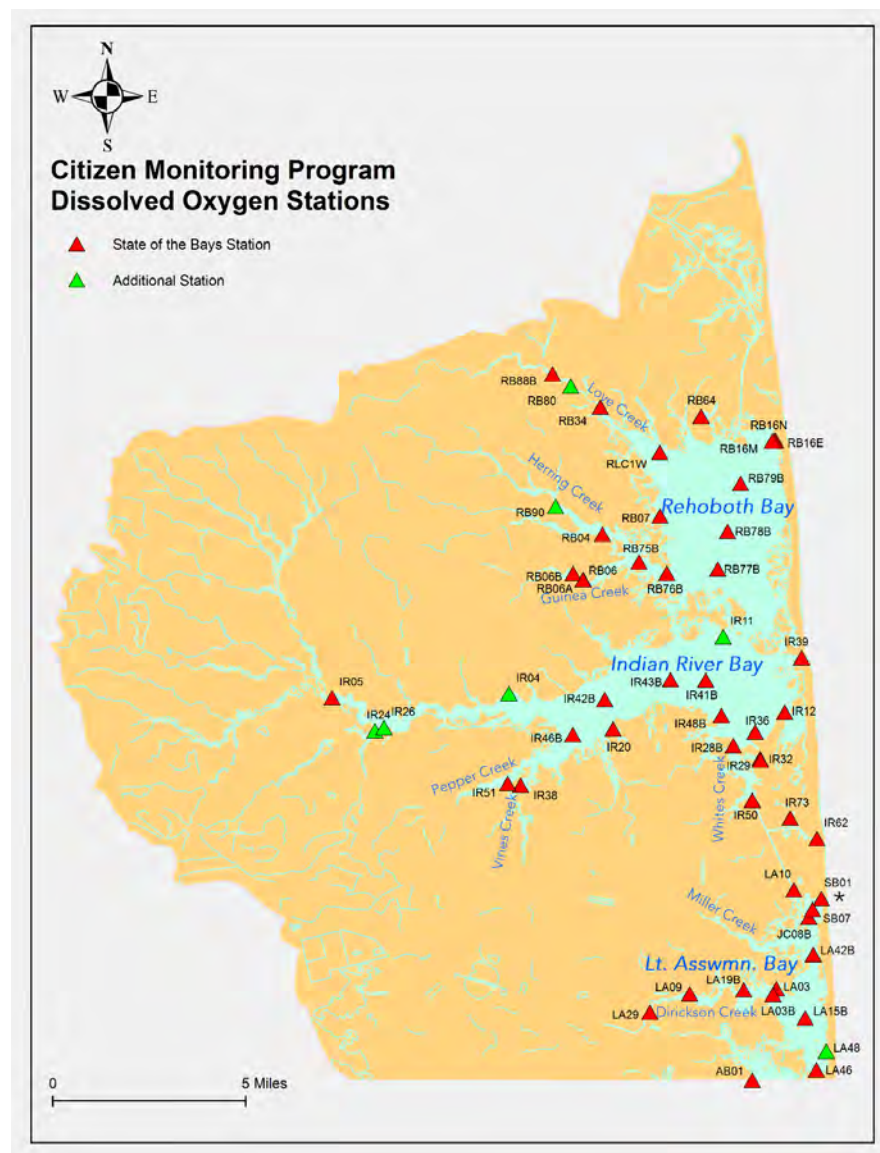 N
W E
S
Citizen Monitoring Program
Dissolved Oxygen Stations
State of the Bays Station
Additional Station
RB88B
RB80
RB34
Love Creek
RB64
RB16N
RB16M
RB16E
RLC1W
Herring Creek
RB79B
Rehoboth Bay
RB90
RB07
RB04
RB78B
RB75B
RB06B
RB06
RB06A
RB76B
RB77B
Guinea Creek
IR11
IR39
Indian River Bay
IR05
IR04
IR43B
IR41B
IR42B
IR24
IR26
IR12
IR48B
IR36
IR46B
IR20
IR28B
IR29
IR32
Pepper Creek
IR51
IR38
Whites Creek
Vines Creek
IR50
IR73
IR62
LA10
SB01
*
Miller Creek
SB07
JC08B
LA42B
Lt. Asswmn. Bay
LA19B
LA09
LA03
LA03B
LA29
Dirickson Creek
LA15B
LA48
AB01
LA46
0 5 Miles